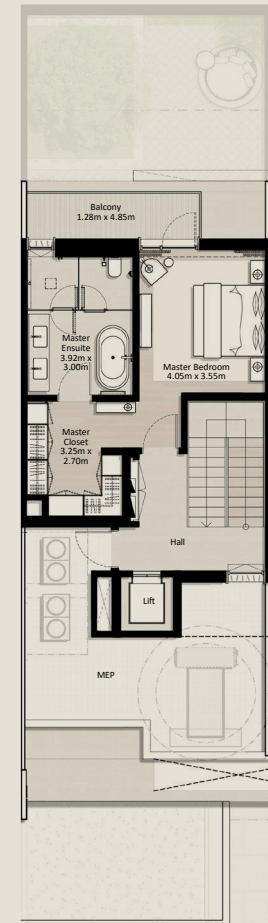 Balcony
1.28m x 4.85m
Master
Ensuite
3.92m x
3.00m
Master Bedroom
4.05m x 3.55m
Master
Closet
3.25m x
2.70m
Hall
Lift
MEP